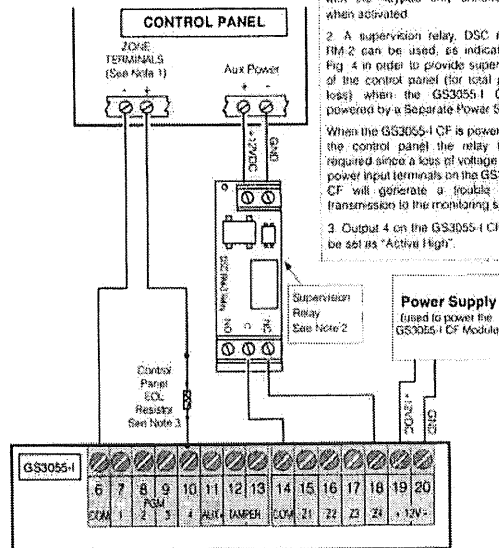 CONTROL PANEL
ZONE
TERMINALS
(See Note 1)
Aux Power
- +
+ -
+12VDC
GND
when activated
2. A supervision relay, DSC
RM-2 can be used, as indicat
Fig. 4 in order to provide super
of the control panel (for total
loss) when the GS3055-I C
powered by a Separate Power S
When the GS3055-I CF is power
the control panel the relay
required since a loss of voltage
power input terminals on the GS
CF will generate a trouble
transmission to the monitoring s
3. Output 4 on the GS3055-I CF
be set as "Active High".
NO
C
NC
Supervision
Relay
See Note 2
Power Supply
(used to power the
GS3055-I CF Module
+12VDC
GND
Control
Panel
EOL
Resistor
See Note 3
GS3055-I
6 7 8 9 10 11 12 13 14 15 16 17 18 19 20
PGM
COM 1 2 3 4 AUX+ TAMPER COM Z1 Z2 Z3 Z4 + 12V -